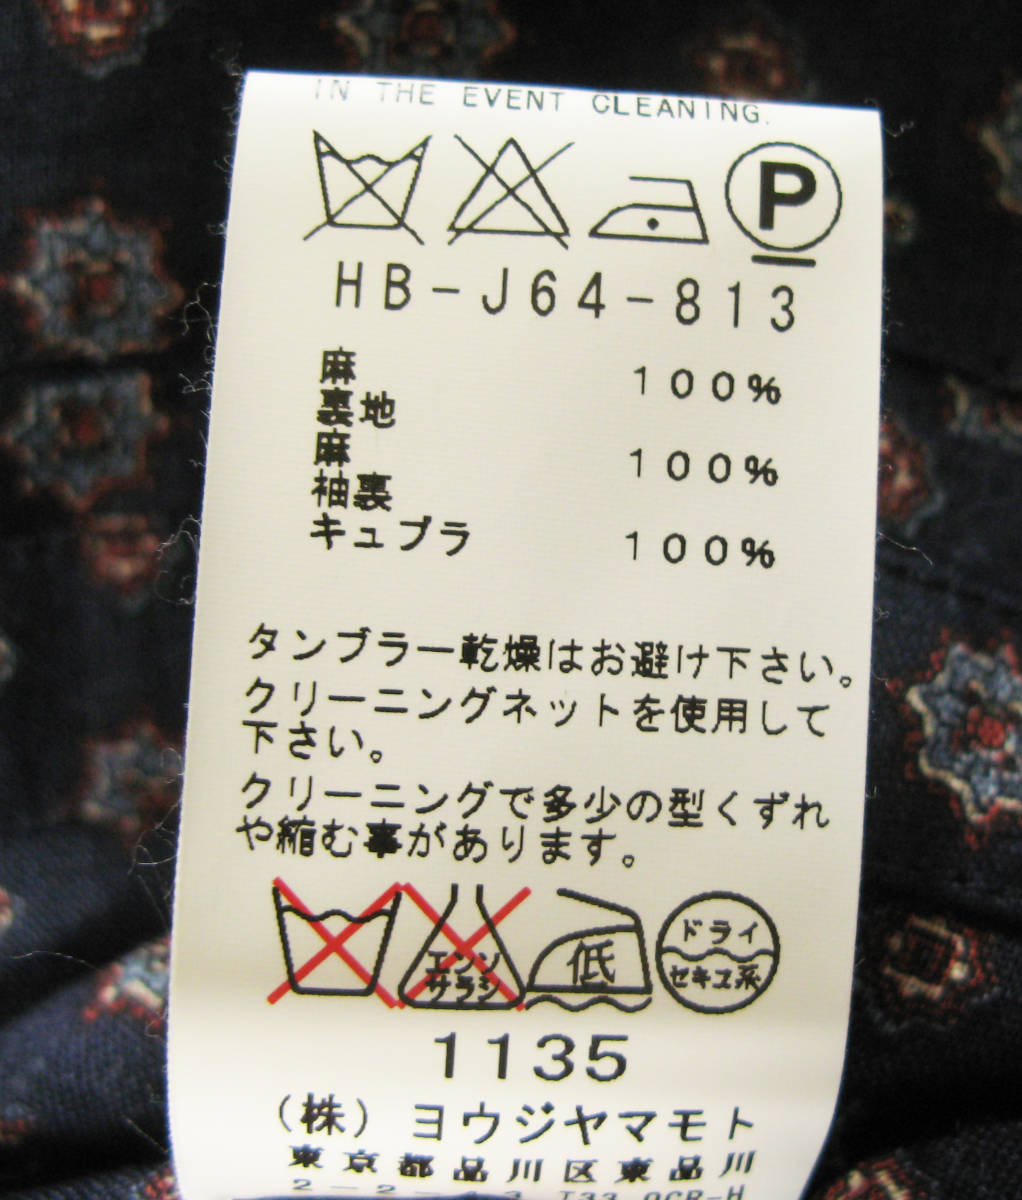 IN THE EVENT CLEANING.
P
HB-J64-813
麻 100%
裏地
麻 100%
袖裏
キュプラ 100%
タンブラー乾燥はお避け下さい。
クリーニングネットを使用して
下さい。
クリーニングで多少の型くずれ
や縮む事があります。
エンソ
サラシ
低
ドライ
セキユ系
1135
(株)ヨウジヤマモト
東京都品川区東品川